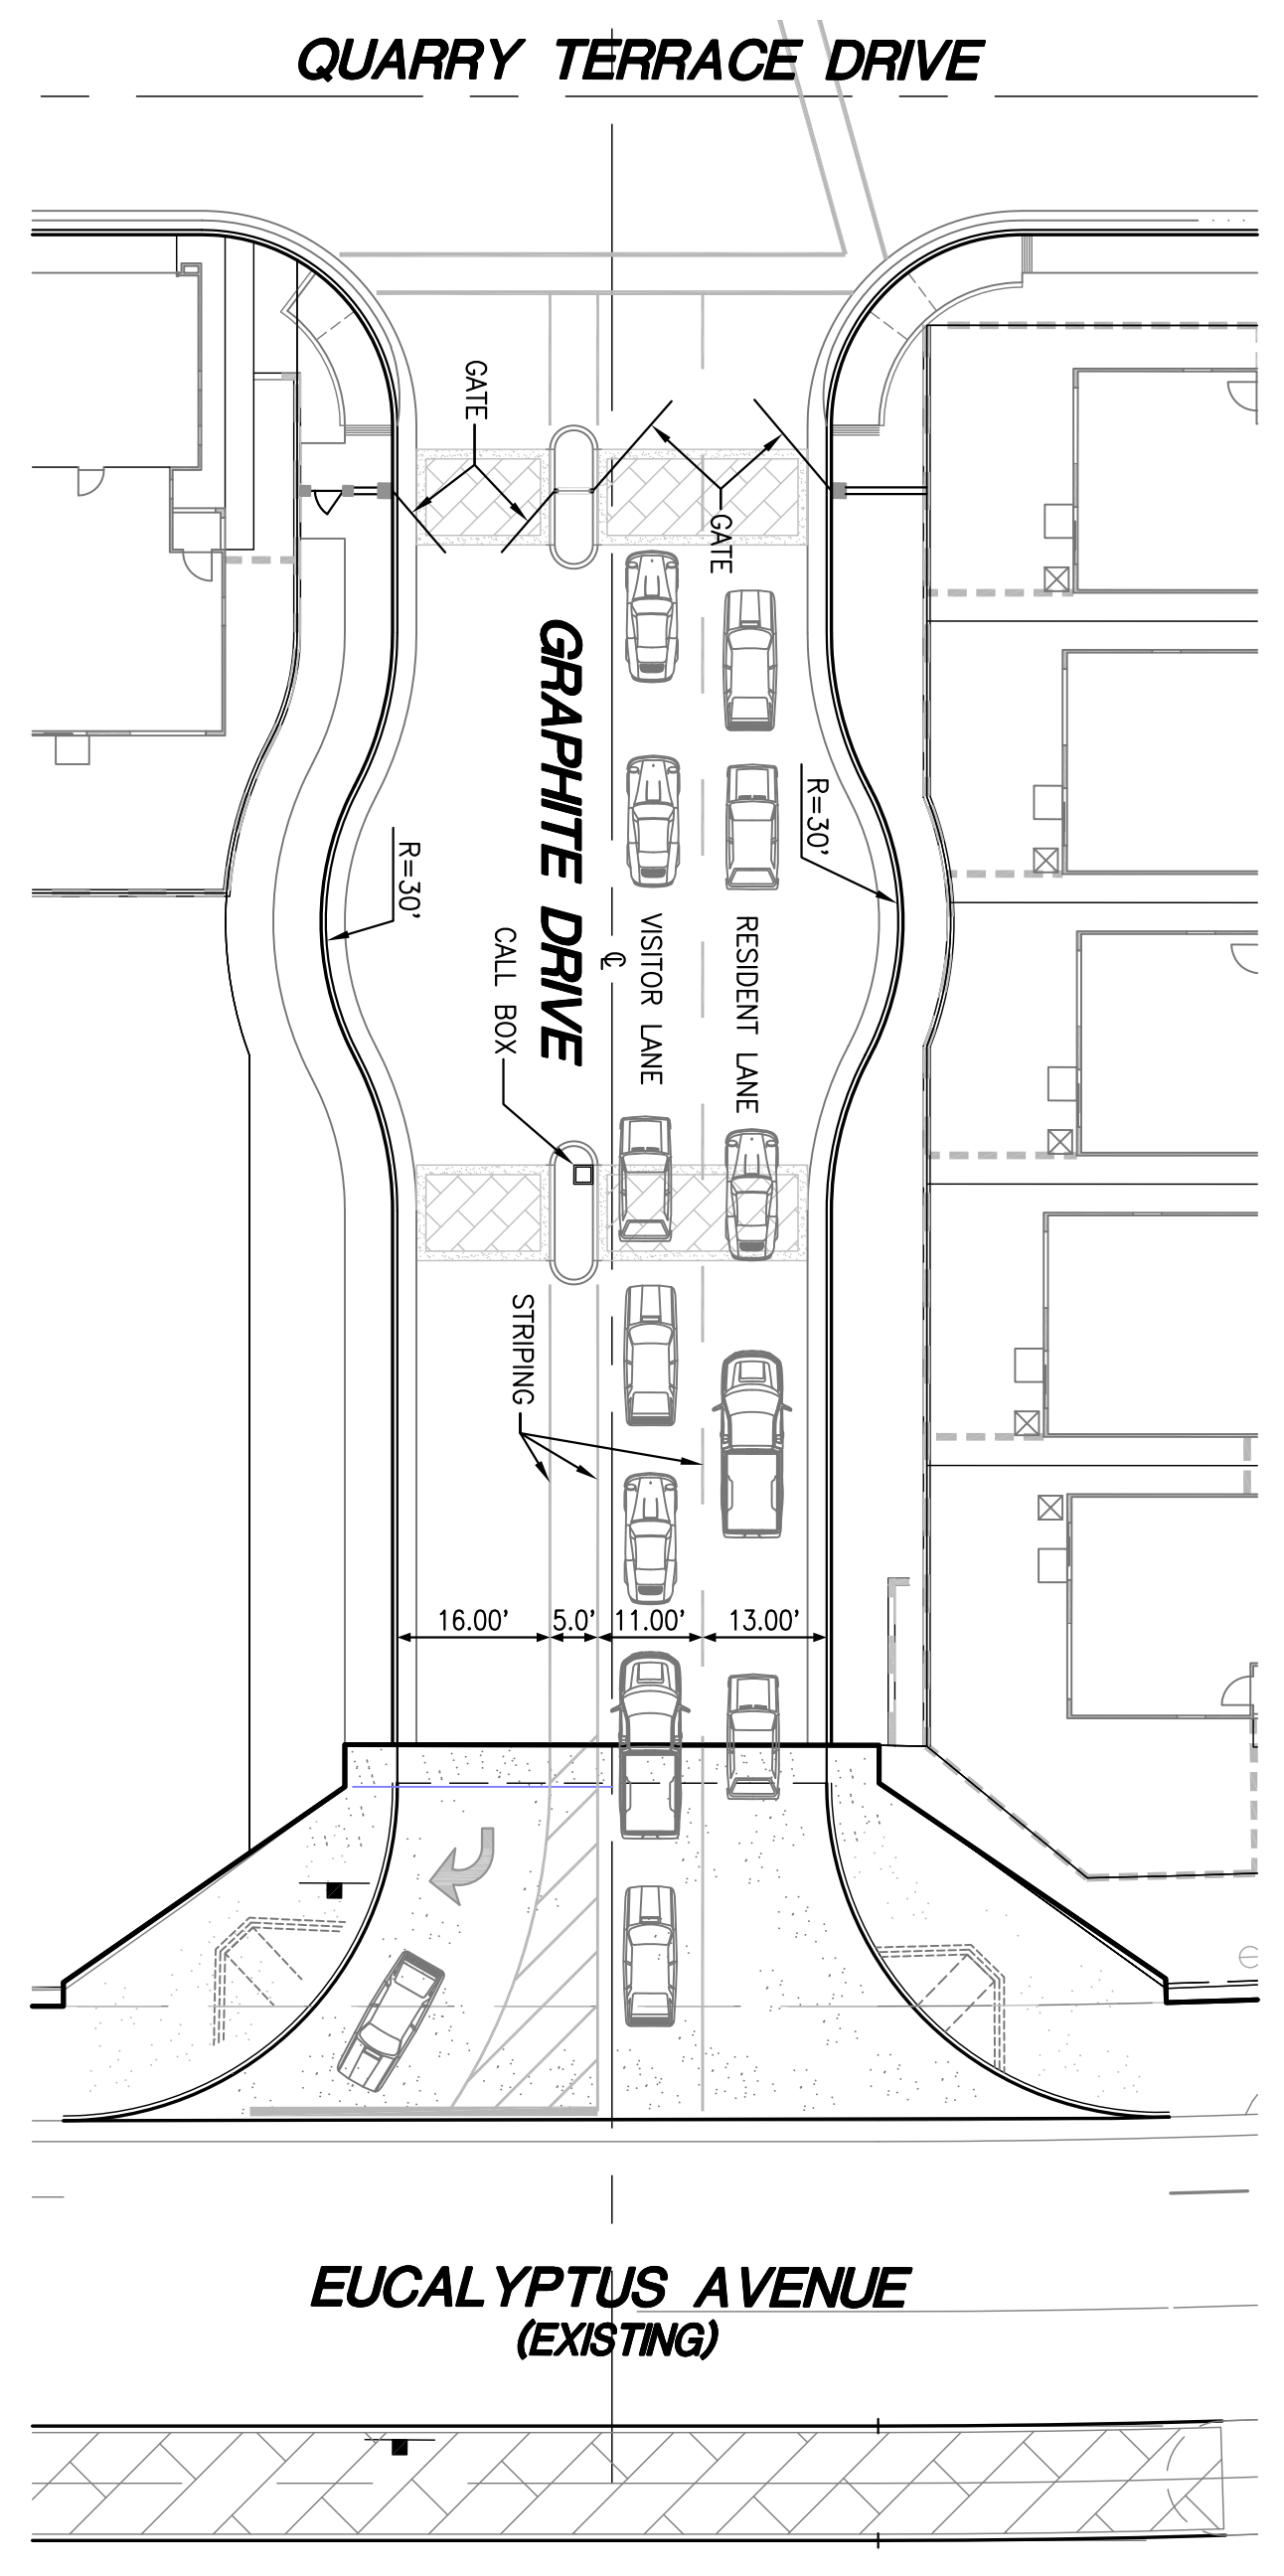 QUARRY TERRACE DRIVE
GATE
GATE
GRAPHITE DRIVE
R=30'
R=30'
VISITOR LANE
RESIDENT LANE
CALL BOX
℄
STRIPING
16.00'
5.0'
11.00'
13.00'
EUCALYPTUS AVENUE
(EXISTING)